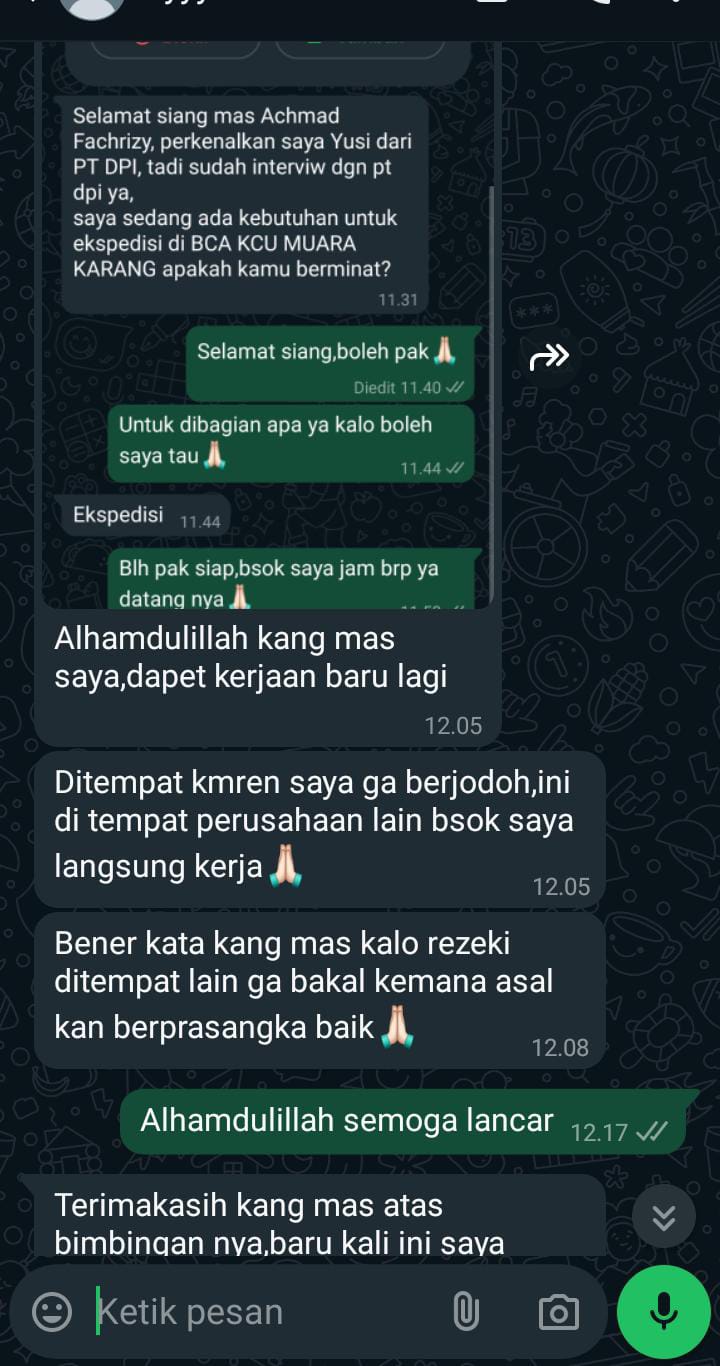 Selamat siang mas Achmad
Fachrizy, perkenalkan saya Yusi dari
PT DPI, tadi sudah interviw dgn pt
dpi ya,
saya sedang ada kebutuhan untuk
ekspedisi di BCA KCU MUARA
KARANG apakah kamu berminat?
11.31
Selamat siang,boleh pak🙏🏻
Diedit 11.40
Untuk dibagian apa ya kalo boleh
saya tau🙏🏻
11.44
Ekspedisi 11.44
Blh pak siap,bsok saya jam brp ya
datang nya🙏🏻
Alhamdulillah kang mas
saya,dapet kerjaan baru lagi
12.05
Ditempat kmren saya ga berjodoh,ini
di tempat perusahaan lain bsok saya
langsung kerja🙏🏻
12.05
Bener kata kang mas kalo rezeki
ditempat lain ga bakal kemana asal
kan berprasangka baik🙏🏻
12.08
Alhamdulillah semoga lancar 12.17
Terimakasih kang mas atas
bimbingan nya,baru kali ini saya
Ketik pesan